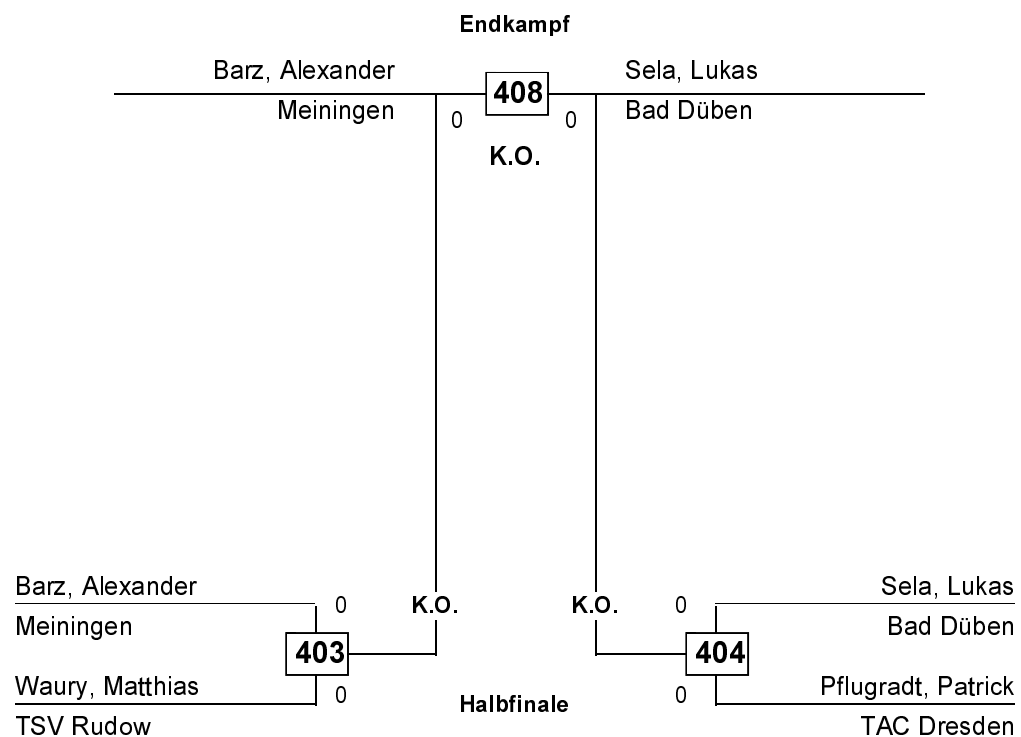 Endkampf
Barz, Alexander
Meiningen
408
Sela, Lukas
Bad Düben
0
0
K.O.
Barz, Alexander
Meiningen
0
K.O.
403
Waury, Matthias
TSV Rudow
0
Halbfinale
K.O.
0
Sela, Lukas
Bad Düben
404
0
Pflugradt, Patrick
TAC Dresden